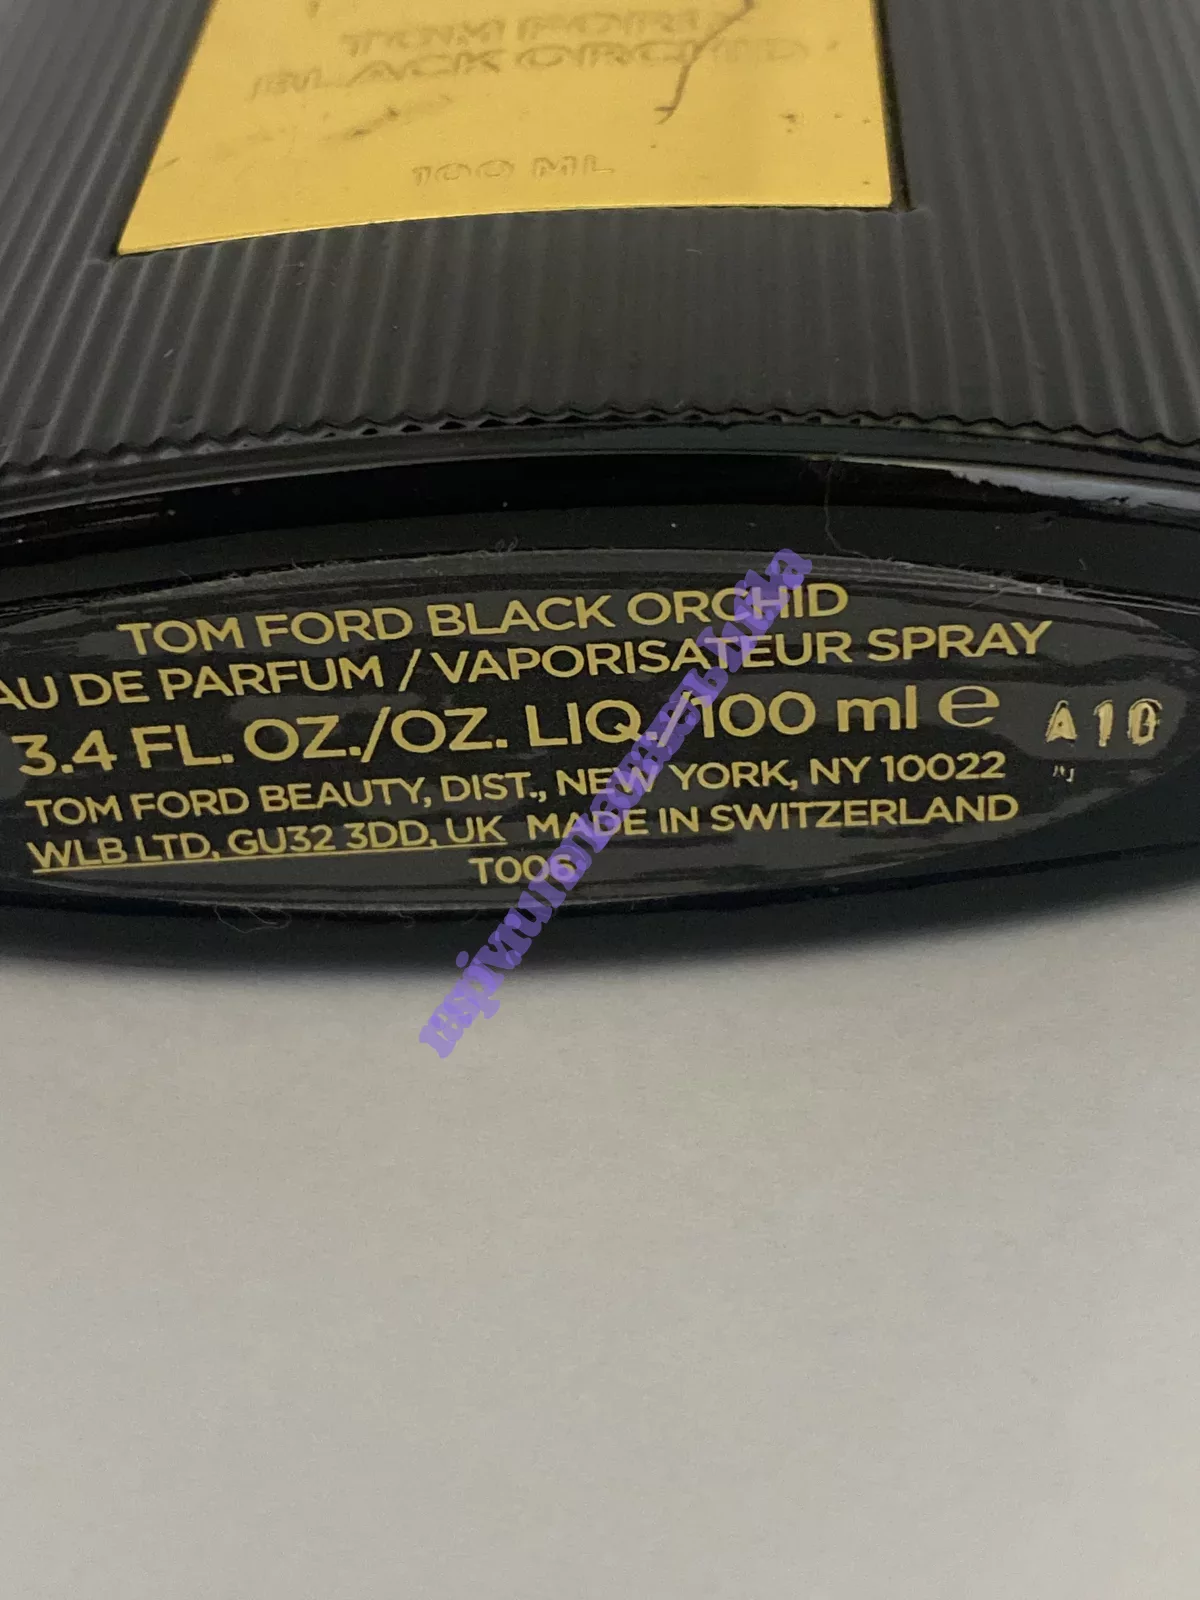 TOM FORD
BLACK ORCHID
100 ML
TOM FORD BLACK ORCHID
AU DE PARFUM / VAPORISATEUR SPRAY
3.4 FL. OZ./OZ. LIQ./100 ml e
A10
TOM FORD BEAUTY, DIST., NEW YORK, NY 10022
WLB LTD, GU32 3DD, UK MADE IN SWITZERLAND
T006